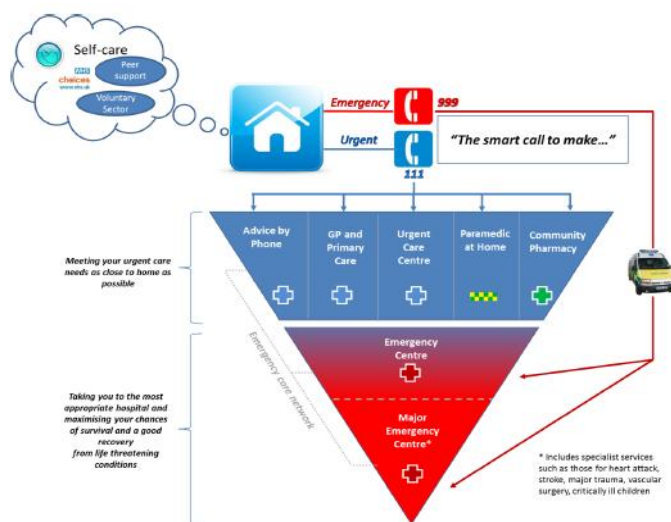 Self-care
Peer
support
NHS
choices
www.nhs.uk
Voluntary
Sector
Emergency
999
Urgent
111
“The smart call to make...”
Advice by
Phone
GP and
Primary
Care
Urgent
Care
Centre
Paramedic
at Home
Community
Pharmacy
Meeting your urgent care
needs as close to home as
possible
Emergency care network
Emergency
Centre
Taking you to the most
appropriate hospital and
maximising your chances
of survival and a good
recovery
from life threatening
conditions
Major
Emergency
Centre*
* Includes specialist services
such as those for heart attack,
stroke, major trauma, vascular
surgery, critically ill children